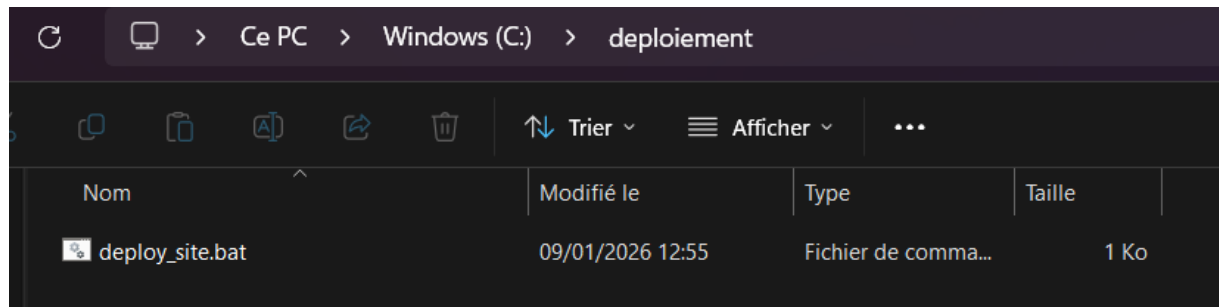 Ce PC > Windows (C:) > deploiement
Trier Afficher
Nom Modifié le Type Taille
deploy_site.bat 09/01/2026 12:55 Fichier de comma... 1 Ko